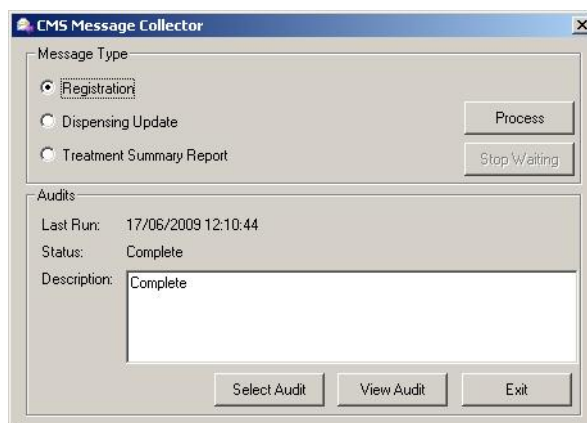 CMS Message Collector
Message Type
Registration
Dispensing Update
Process
Treatment Summary Report
Stop Waiting
Audits
Last Run: 17/06/2009 12:10:44
Status: Complete
Description: Complete
Select Audit View Audit Exit